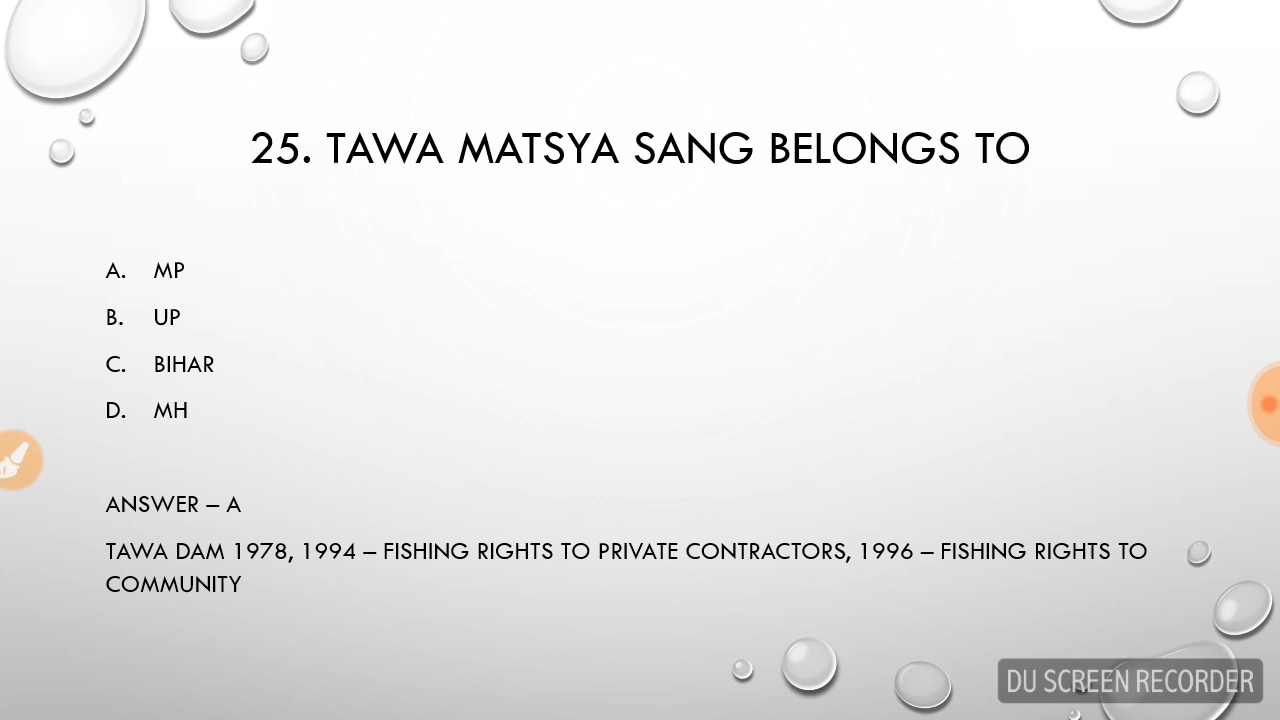 25. TAWA MATSYA SANG BELONGS TO
A. MP
B. UP
C. BIHAR
D. MH
ANSWER – A
TAWA DAM 1978, 1994 – FISHING RIGHTS TO PRIVATE CONTRACTORS, 1996 – FISHING RIGHTS TO
COMMUNITY
DU SCREEN RECORDER